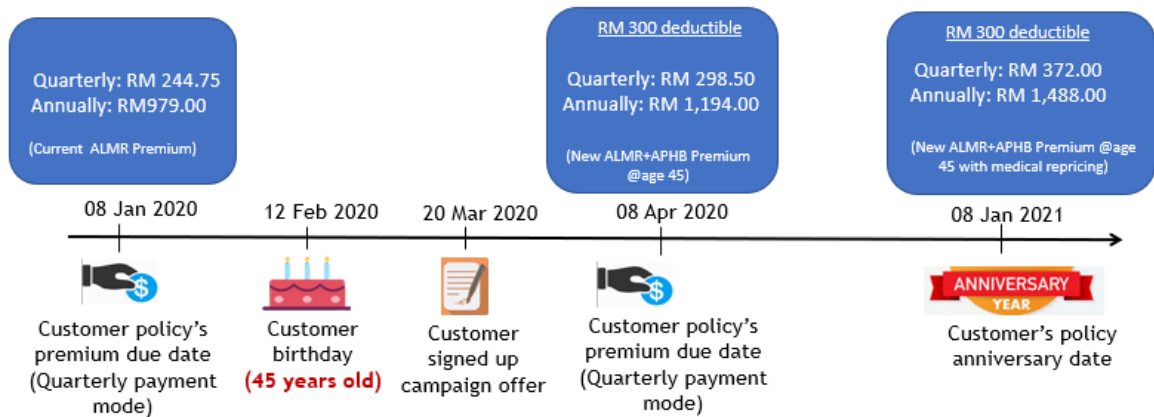 Quarterly: RM 244.75
Annually: RM979.00
(Current ALMR Premium)
RM 300 deductible
Quarterly: RM 298.50
Annually: RM 1,194.00
(New ALMR+APHB Premium
@age 45)
RM 300 deductible
Quarterly: RM 372.00
Annually: RM 1,488.00
(New ALMR+APHB Premium @age
45 with medical repricing)
08 Jan 2020
12 Feb 2020
20 Mar 2020
08 Apr 2020
08 Jan 2021
$
$
ANNIVERSARY
YEAR
Customer policy's
premium due date
(Quarterly payment
mode)
Customer
birthday
(45 years old)
Customer
signed up
campaign offer
Customer policy's
premium due date
(Quarterly payment
mode)
Customer's policy
anniversary date